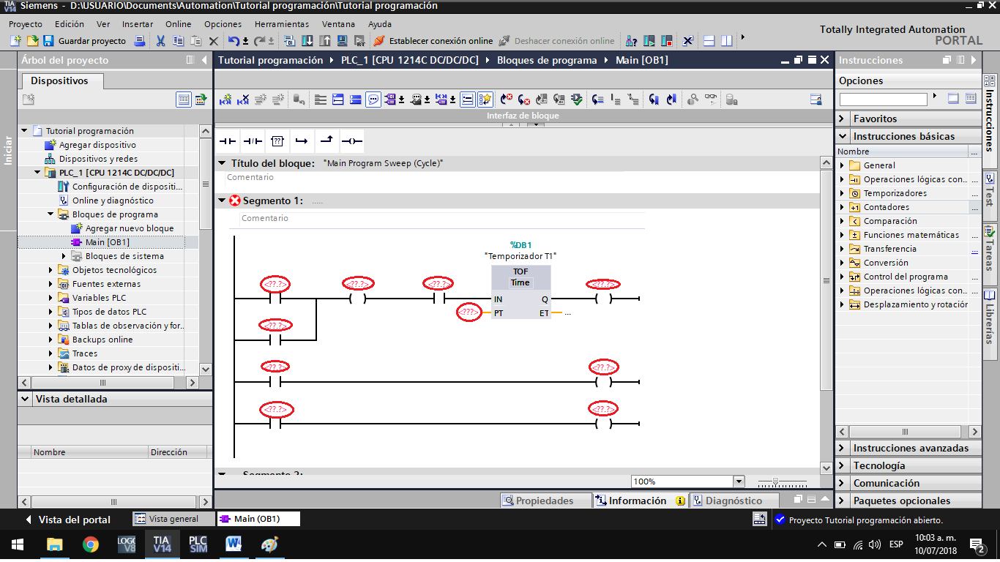 TIA V14 Siemens - D:\USUARIO\Documents\Automation\Tutorial programación\Tutorial programación
Proyecto Edición Ver Insertar Online Opciones Herramientas Ventana Ayuda
Totally Integrated Automation
PORTAL
Guardar proyecto Establecer conexión online Deshacer conexión online
Iniciar
Árbol del proyecto
Dispositivos
Tutorial programación
Agregar dispositivo
Dispositivos y redes
PLC_1 [CPU 1214C DC/DC/DC]
Configuración de dispositi...
Online y diagnóstico
Bloques de programa
Agregar nuevo bloque
Main [OB1]
Bloques de sistema
Objetos tecnológicos
Fuentes externas
Variables PLC
Tipos de datos PLC
Tablas de observación y for..
Backups online
Traces
Datos de proxy de dispositi...
Vista detallada
Nombre Dirección
Tutorial programación PLC_1 [CPU 1214C DC/DC/DC] Bloques de programa Main [OB1]
Interfaz de bloque
??
Título del bloque: "Main Program Sweep (Cycle)"
Comentario
Segmento 1: .....
Comentario
%DB1
"Temporizador T1"
TOF
Time
<??.?> <??.?> <??.?> <??.?>
IN Q
<???> PT ET ...
<??.?>
<??.?> <??.?>
<??.?> <??.?>
Segmento 2:
100%
Propiedades Información Diagnóstico
Instrucciones
Opciones
Favoritos
Instrucciones básicas
Nombre ...
General
Operaciones lógicas con.. ...
Temporizadores ...
Contadores ...
Comparación
Funciones matemáticas ...
Transferencia ...
Conversión
Control del programa ...
Operaciones lógicas con.. ...
Desplazamiento y rotación
Instrucciones avanzadas
Tecnología
Comunicación
Paquetes opcionales
Instrucciones
Test
Tareas
Librerías
Vista del portal Vista general Main (OB1) Proyecto Tutorial programación abierto.
LOGO V8 TIA V14 PLC SIM ESP 10:03 a. m.
10/07/2018
2